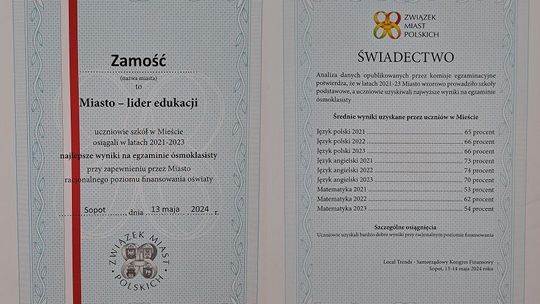 Zamość
(nazwa miasta)
to
Miasto – lider edukacji
uczniowie szkół w Mieście
osiągali w latach 2021-2023
najlepsze wyniki na egzaminie ósmoklasisty
przy zapewnieniu przez Miasto
racjonalnego poziomu finansowania oświaty
Sopot, dnia 13 maja 2024 r.
ZWIĄZEK MIAST POLSKICH
ZWIĄZEK
MIAST
POLSKICH
ŚWIADECTWO
Analiza danych opublikowanych przez komisje egzaminacyjne
potwierdza, że w latach 2021-23 Miasto wzorowo prowadziło szkoły
podstawowe, a uczniowie uzyskiwali najwyższe wyniki na egzaminie
ósmoklasisty
Średnie wyniki uzyskane przez uczniów w Mieście
Język polski 2021 65 procent
Język polski 2022 66 procent
Język polski 2023 66 procent
Język angielski 2021 73 procent
Język angielski 2022 74 procent
Język angielski 2023 70 procent
Matematyka 2021 53 procent
Matematyka 2022 62 procent
Matematyka 2023 54 procent
Szczególne osiągnięcia
Uczniowie uzyskali bardzo dobre wyniki przy racjonalnym poziomie finansowania
Local Trends - Samorządowy Kongres Finansowy
Sopot, 13-14 maja 2024 roku